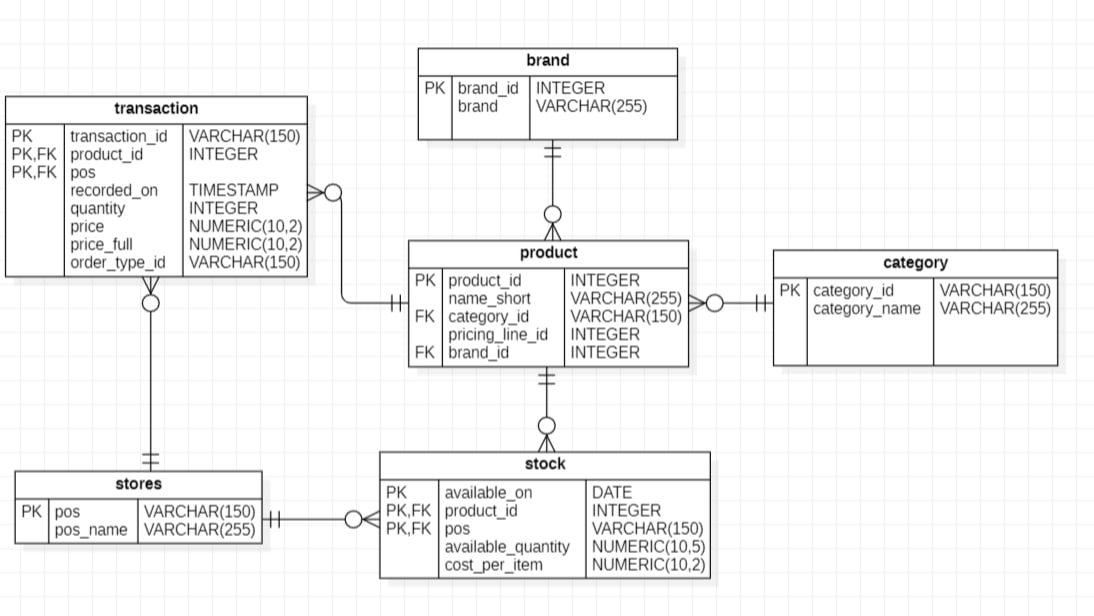 brand
PK brand_id INTEGER
brand VARCHAR(255)
transaction
PK transaction_id VARCHAR(150)
PK,FK product_id INTEGER
PK,FK pos
recorded_on TIMESTAMP
quantity INTEGER
price NUMERIC(10,2)
price_full NUMERIC(10,2)
order_type_id VARCHAR(150)
product
PK product_id INTEGER
name_short VARCHAR(255)
FK category_id VARCHAR(150)
pricing_line_id INTEGER
FK brand_id INTEGER
category
PK category_id VARCHAR(150)
category_name VARCHAR(255)
stores
PK pos VARCHAR(150)
pos_name VARCHAR(255)
stock
PK available_on DATE
PK,FK product_id INTEGER
PK,FK pos VARCHAR(150)
available_quantity NUMERIC(10,5)
cost_per_item NUMERIC(10,2)